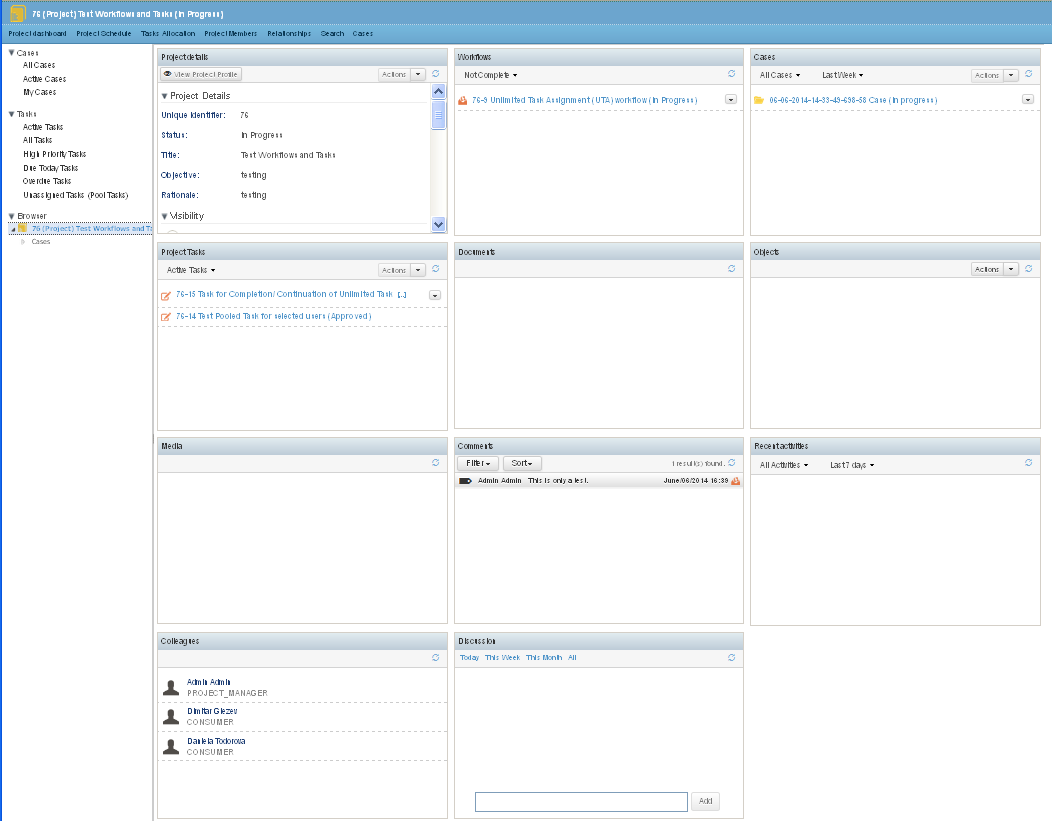 76 (Project) Test Workflows and Tasks (In Progress)
Project dashboard Project Schedule Tasks Allocation Project Members Relationships Search Cases
Cases
All Cases
Active Cases
My Cases
Tasks
Active Tasks
All Tasks
High Priority Tasks
Due Today Tasks
Overdue Tasks
Unassigned Tasks (Pool Tasks)
Browser
76 (Project) Test Workflows and Ta
Cases
Project details
View Project Profile Actions
Project Details
Unique Identifier: 76
Status: In Progress
Title: Test Workflows and Tasks
Objective: testing
Rationale: testing
Visibility
Workflows
Not Complete
76-9 Unlimited Task Assignment (UTA) workflow (In Progress)
Cases
All Cases Last Week Actions
06-06-2014-14-33-49-698-58 Case (In progress)
Project Tasks
Active Tasks Actions
76-15 Task for Completion/Continuation of Unlimited Task [..]
76-14 Test Pooled Task for selected users (Approved)
Documents
Objects
Actions
Media
Comments
Filter Sort 1 result(s) found.
Admin Admin This is only a test. June/06/2014 16:39
Recent activities
All Activities Last 7 days
Colleagues
Admin Admin
PROJECT_MANAGER
Dimitar Glezev
CONSUMER
Daniela Todorova
CONSUMER
Discussion
Today This Week This Month All
Add